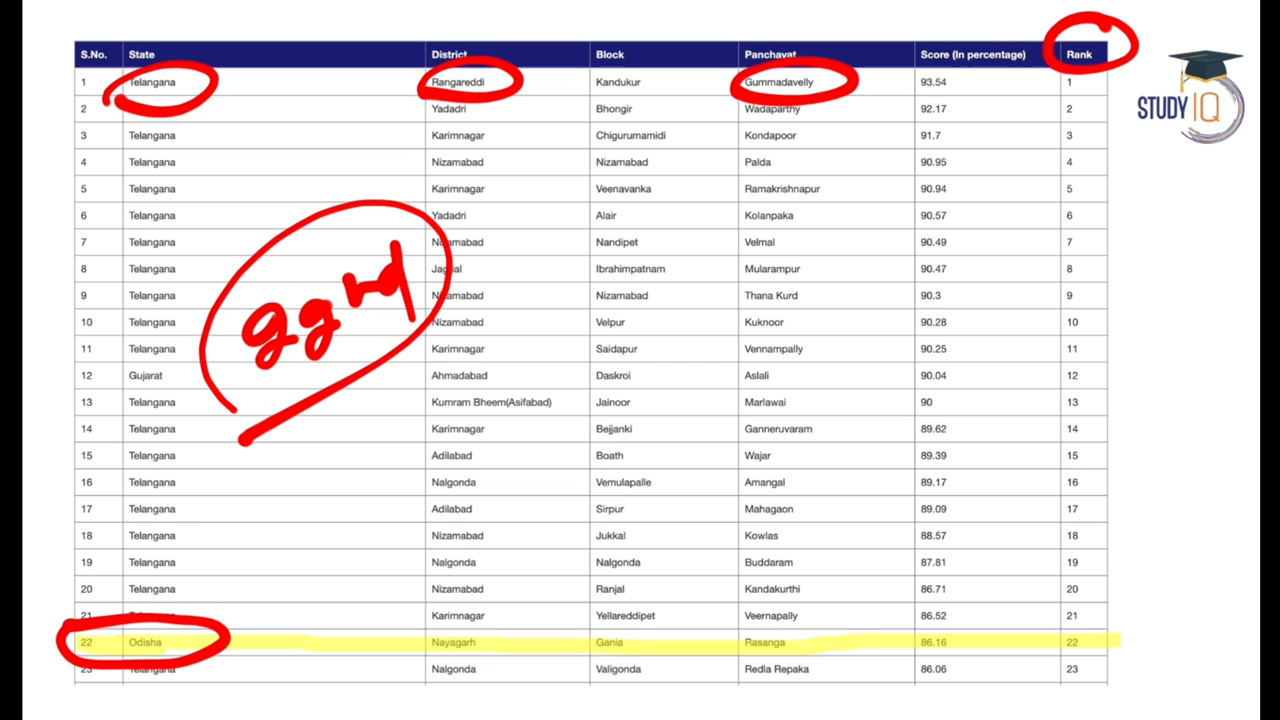 S.No. State District Block Panchayat Score (In percentage) Rank
1 Telangana Rangareddi Kandukur Gummadavelly 93.54 1
STUDY IQ
2 Yadadri Bhongir Wadaparthy 92.17 2
3 Telangana Karimnagar Chigurumamidi Kondapoor 91.7 3
4 Telangana Nizamabad Nizamabad Palda 90.95 4
5 Telangana Karimnagar Veenavanka Ramakrishnapur 90.94 5
6 Telangana Yadadri Alair Kolanpaka 90.57 6
7 Telangana Nizamabad Nandipet Velmal 90.49 7
8 Telangana Jagtial Ibrahimpatnam Mularampur 90.47 8
9 Telangana Nizamabad Nizamabad Thana Kurd 90.3 9
10 Telangana Nizamabad Velpur Kuknoor 90.28 10
11 Telangana Karimnagar Saidapur Vennampally 90.25 11
12 Gujarat Ahmadabad Daskroi Aslali 90.04 12
13 Telangana Kumram Bheem(Asifabad) Jainoor Marlawai 90 13
14 Telangana Karimnagar Bejjanki Ganneruvaram 89.62 14
15 Telangana Adilabad Boath Wajar 89.39 15
16 Telangana Nalgonda Vemulapalle Amangal 89.17 16
17 Telangana Adilabad Sirpur Mahagaon 89.09 17
18 Telangana Nizamabad Jukkal Kowlas 88.57 18
19 Telangana Nalgonda Nalgonda Buddaram 87.81 19
20 Telangana Nizamabad Ranjal Kandakurthi 86.71 20
21 Telangana Karimnagar Yellareddipet Veernapally 86.52 21
22 Odisha Nayagarh Gania Rasanga 86.16 22
23 Telangana Nalgonda Valigonda Redla Repaka 86.06 23